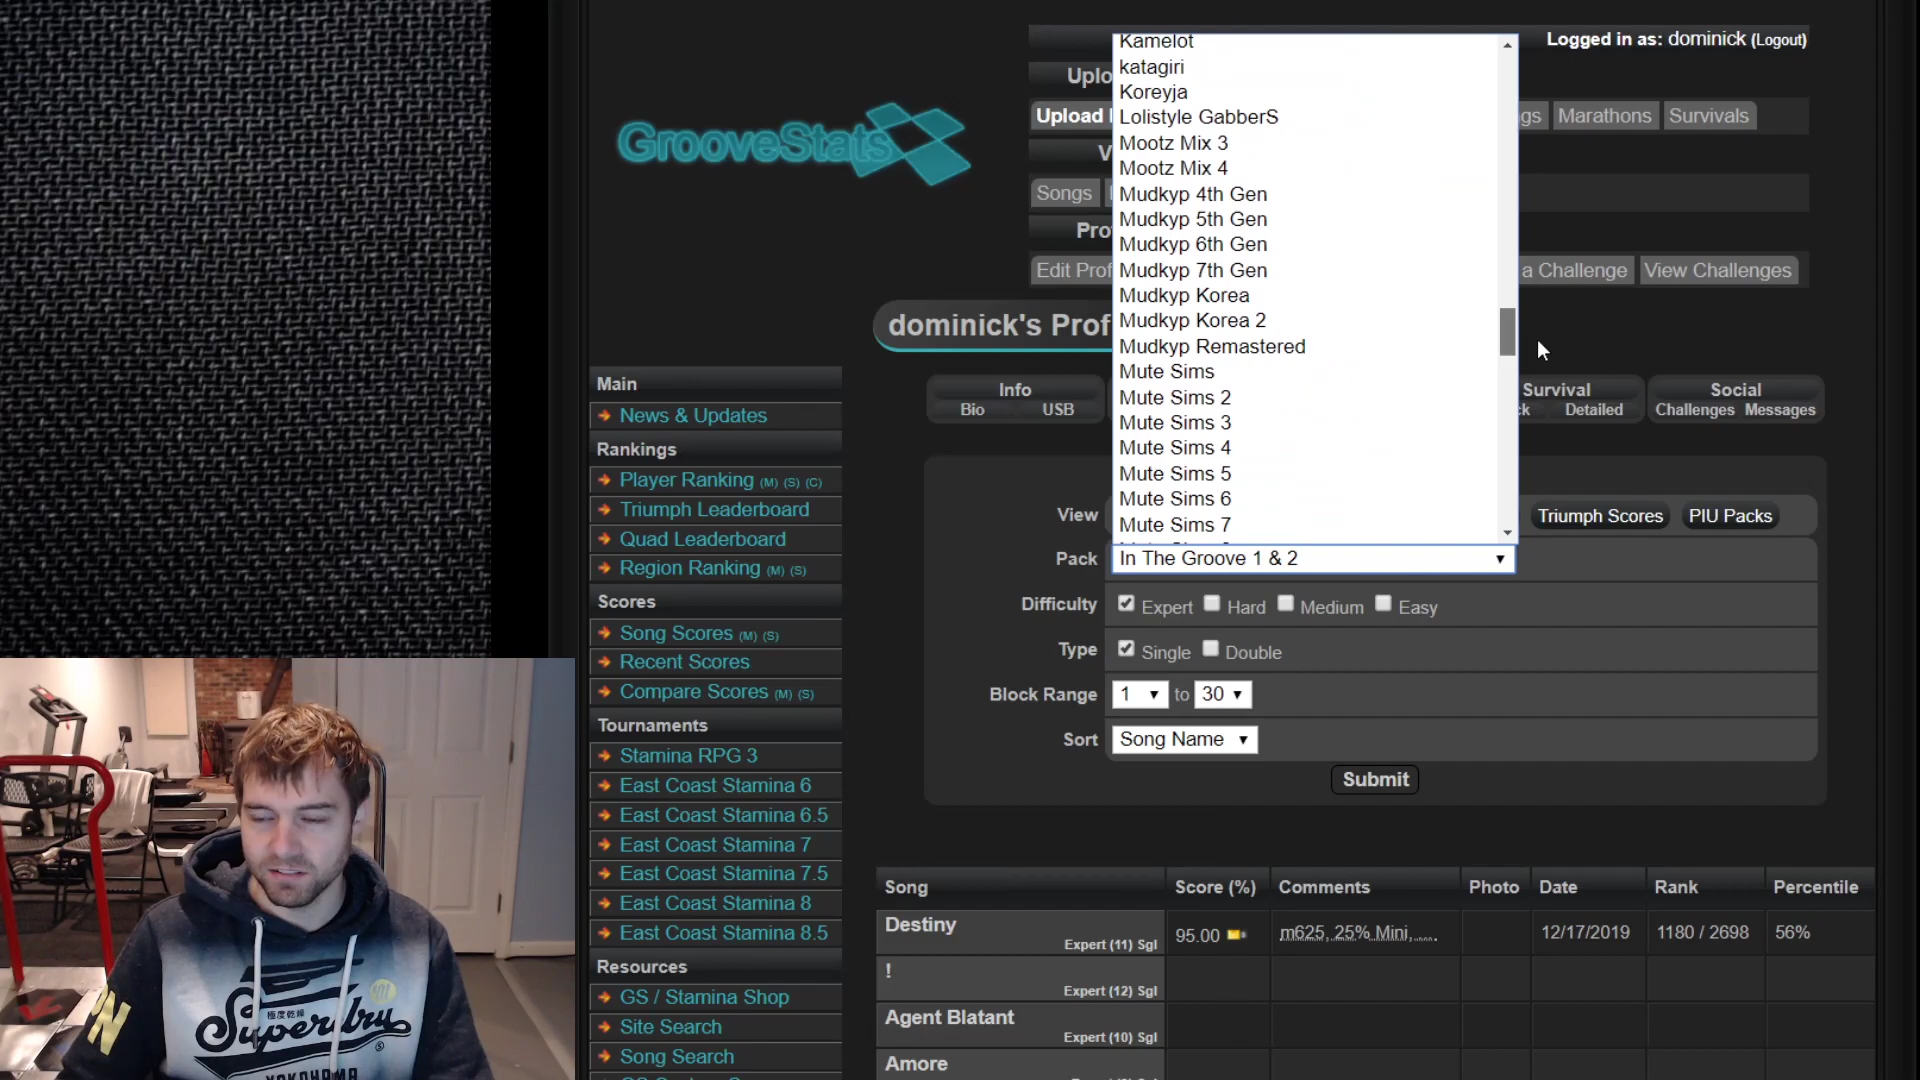 Kamelot
katagiri
Koreyja
Lolistyle GabberS
Mootz Mix 3
Mootz Mix 4
Mudkyp 4th Gen
Mudkyp 5th Gen
Mudkyp 6th Gen
Mudkyp 7th Gen
Mudkyp Korea
Mudkyp Korea 2
Mudkyp Remastered
Mute Sims
Mute Sims 2
Mute Sims 3
Mute Sims 4
Mute Sims 5
Mute Sims 6
Mute Sims 7
Logged in as: dominick (Logout)
GrooveStats
Uplo
Upload
gs Marathons Survivals
V
Songs
Pro
Edit Prof
a Challenge View Challenges
dominick's Prof
Info
Bio USB
Survival
ck Detailed
Social
Challenges Messages
Main
News & Updates
Rankings
Player Ranking (M) (S) (C)
Triumph Leaderboard
Quad Leaderboard
Region Ranking (M) (S)
Scores
Song Scores (M) (S)
Recent Scores
Compare Scores (M) (S)
Tournaments
Stamina RPG 3
East Coast Stamina 6
East Coast Stamina 6.5
East Coast Stamina 7
East Coast Stamina 7.5
East Coast Stamina 8
East Coast Stamina 8.5
Resources
GS / Stamina Shop
Site Search
Song Search
View Triumph Scores PIU Packs
Pack In The Groove 1 & 2
Difficulty Expert Hard Medium Easy
Type Single Double
Block Range 1 to 30
Sort Song Name
Submit
Song Score (%) Comments Photo Date Rank Percentile
Destiny
Expert (11) Sgl
95.00 m625, 25% Mini,.... 12/17/2019 1180 / 2698 56%
!
Expert (12) Sgl
Agent Blatant
Expert (10) Sgl
Amore
Superdry
極度乾燥
YOKOHAMA